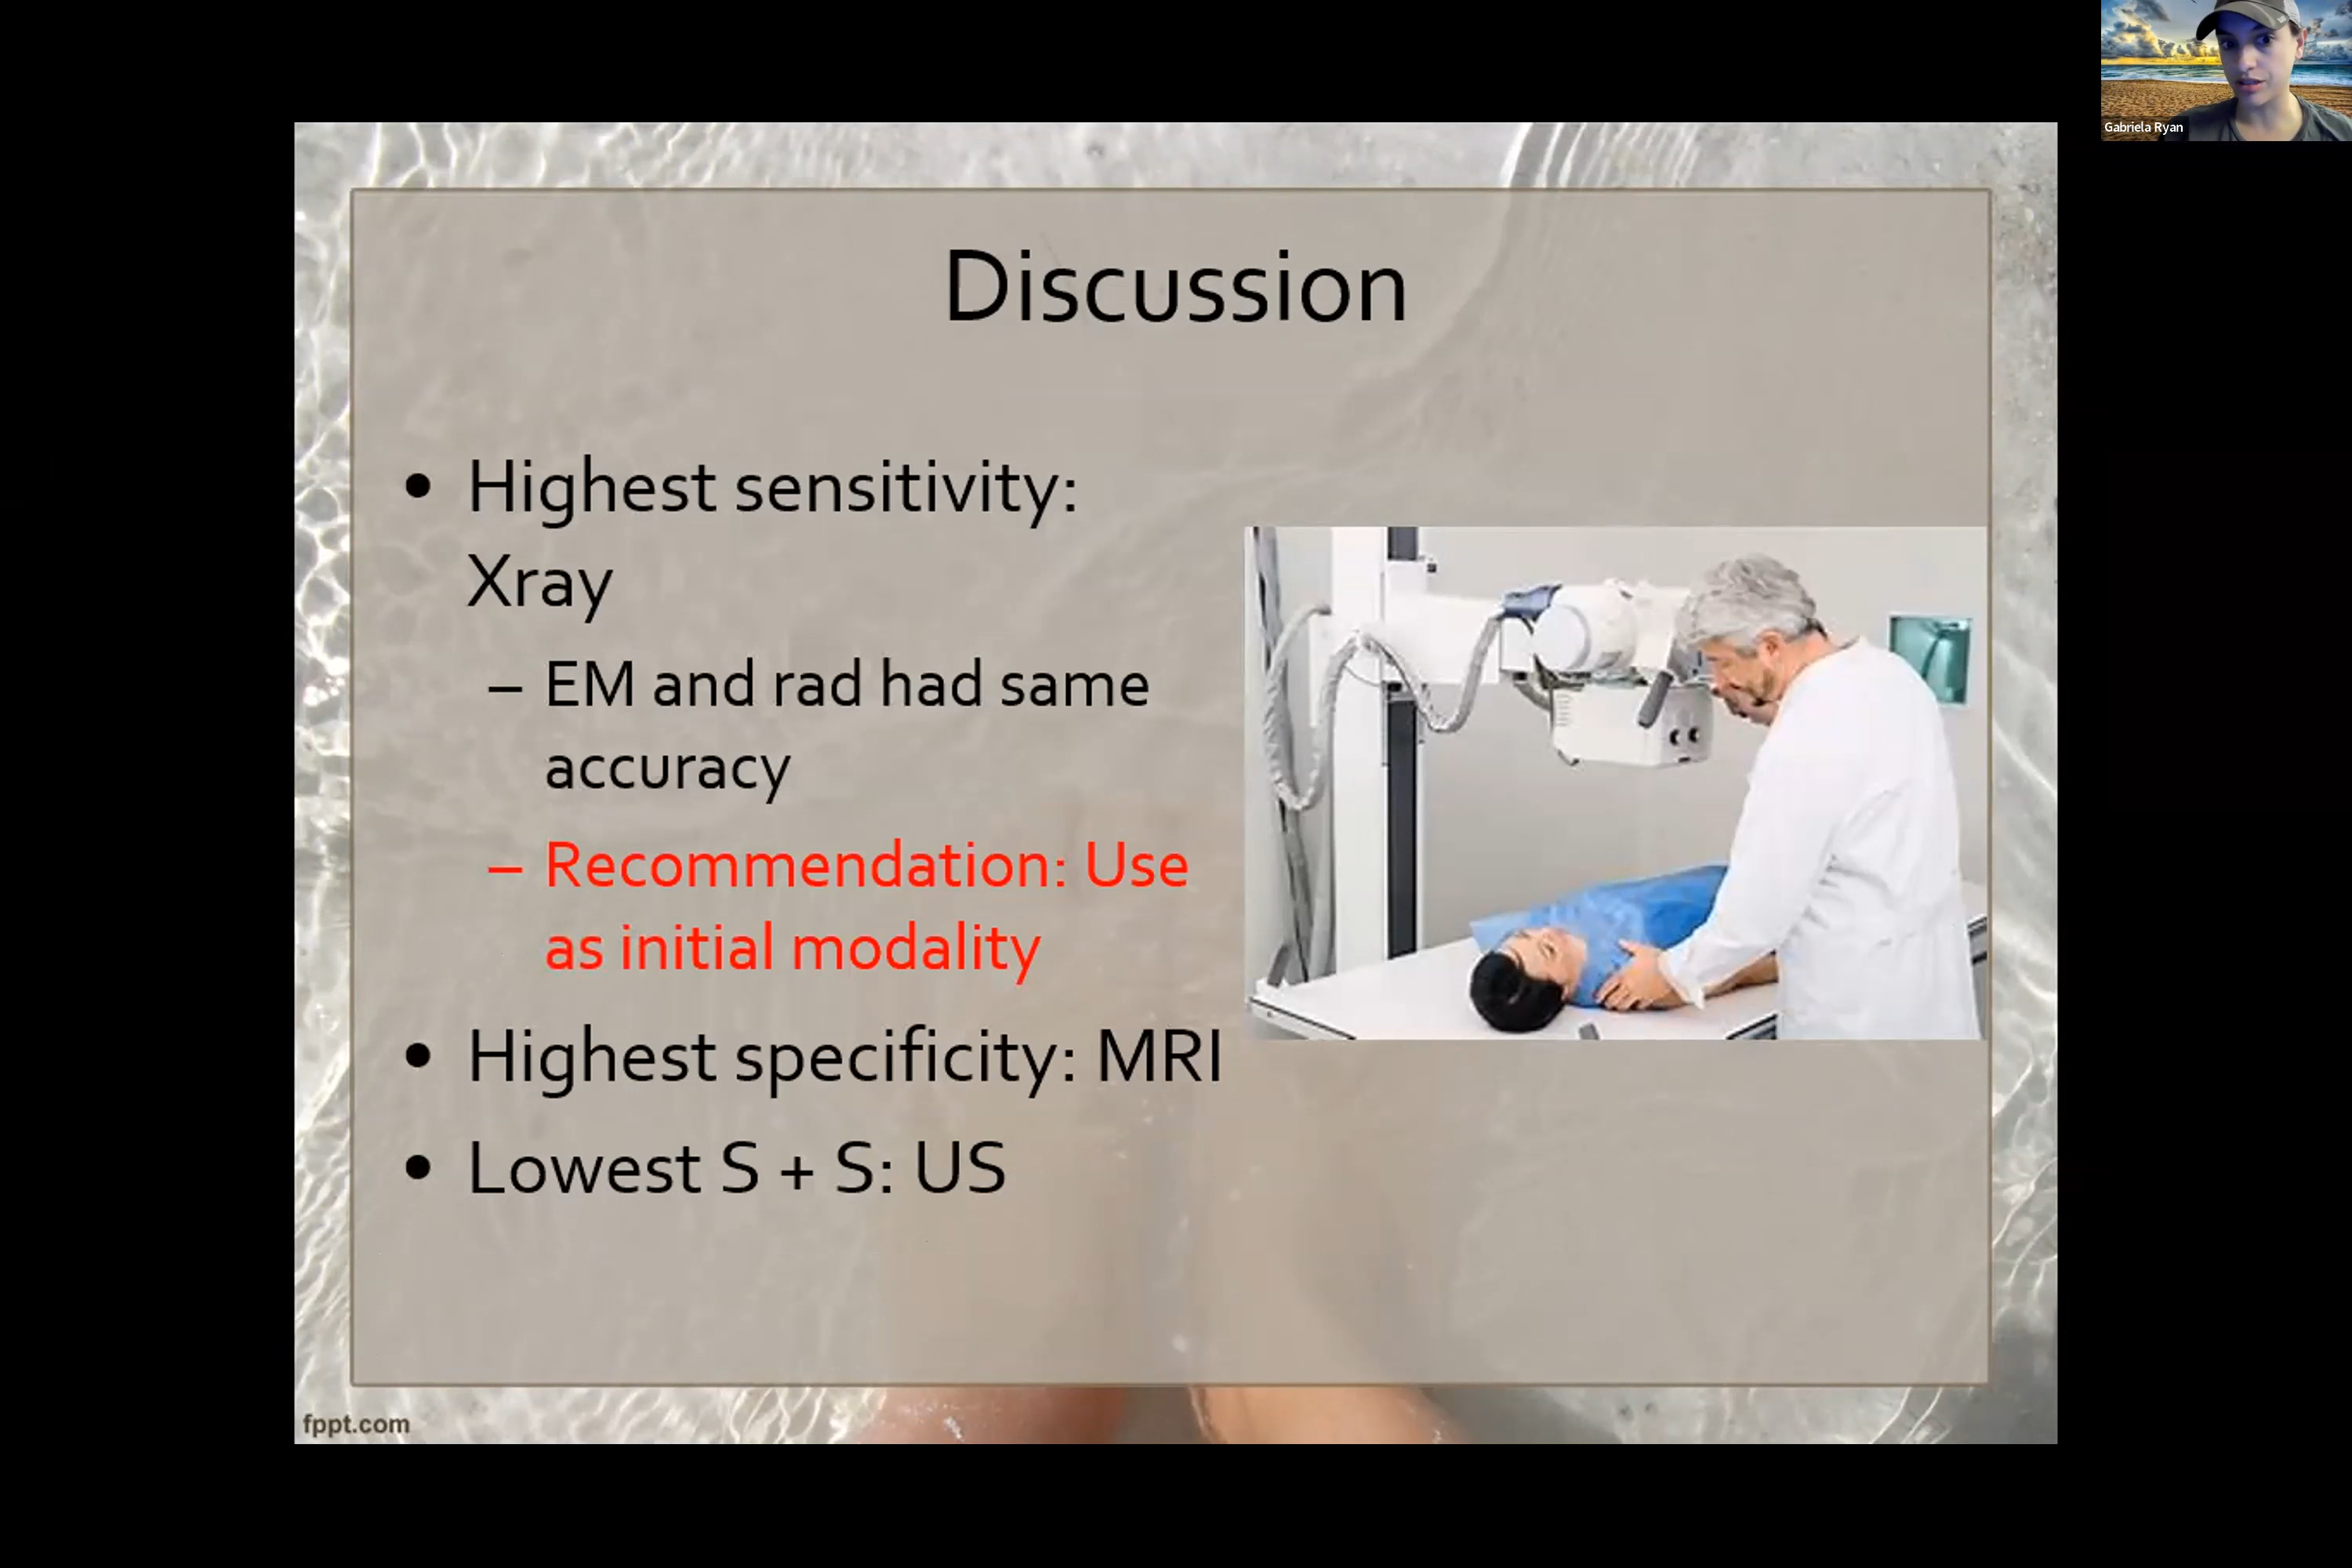 Gabriela Ryan
Discussion
• Highest sensitivity:
Xray
– EM and rad had same
accuracy
– Recommendation: Use
as initial modality
• Highest specificity: MRI
• Lowest S + S: US
fppt.com